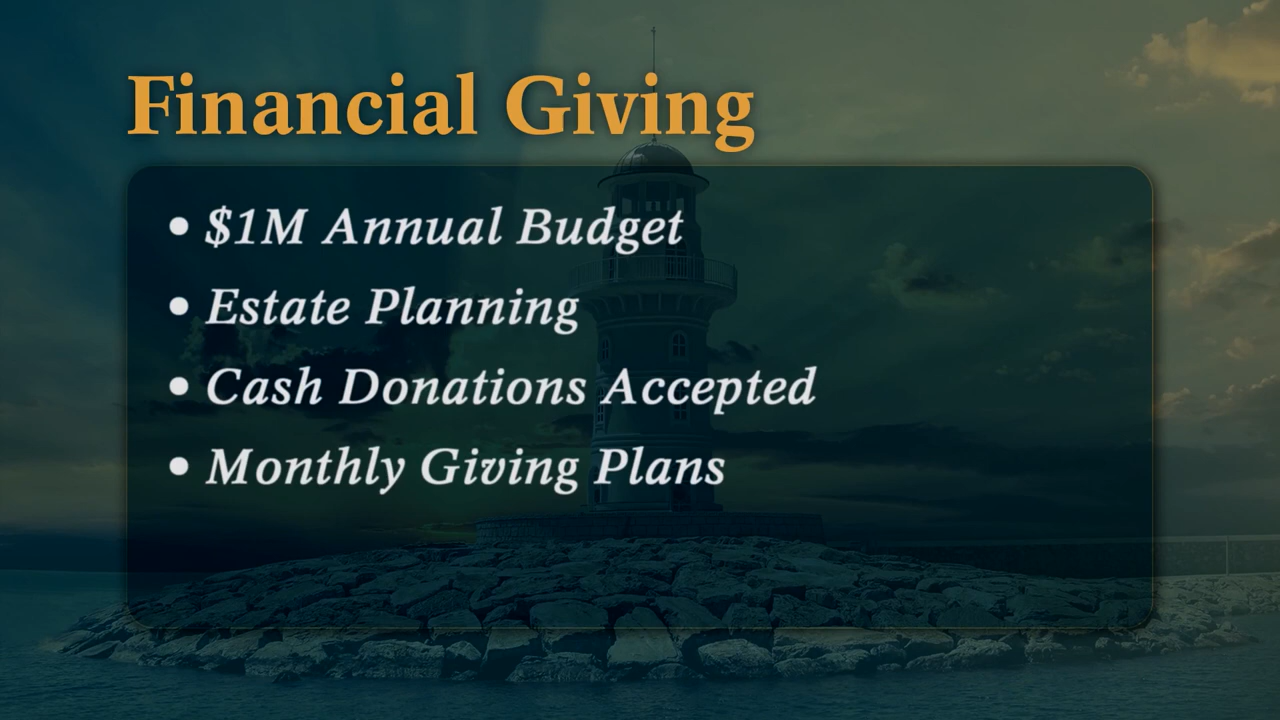 Financial Giving
• $1M Annual Budget
• Estate Planning
• Cash Donations Accepted
• Monthly Giving Plans